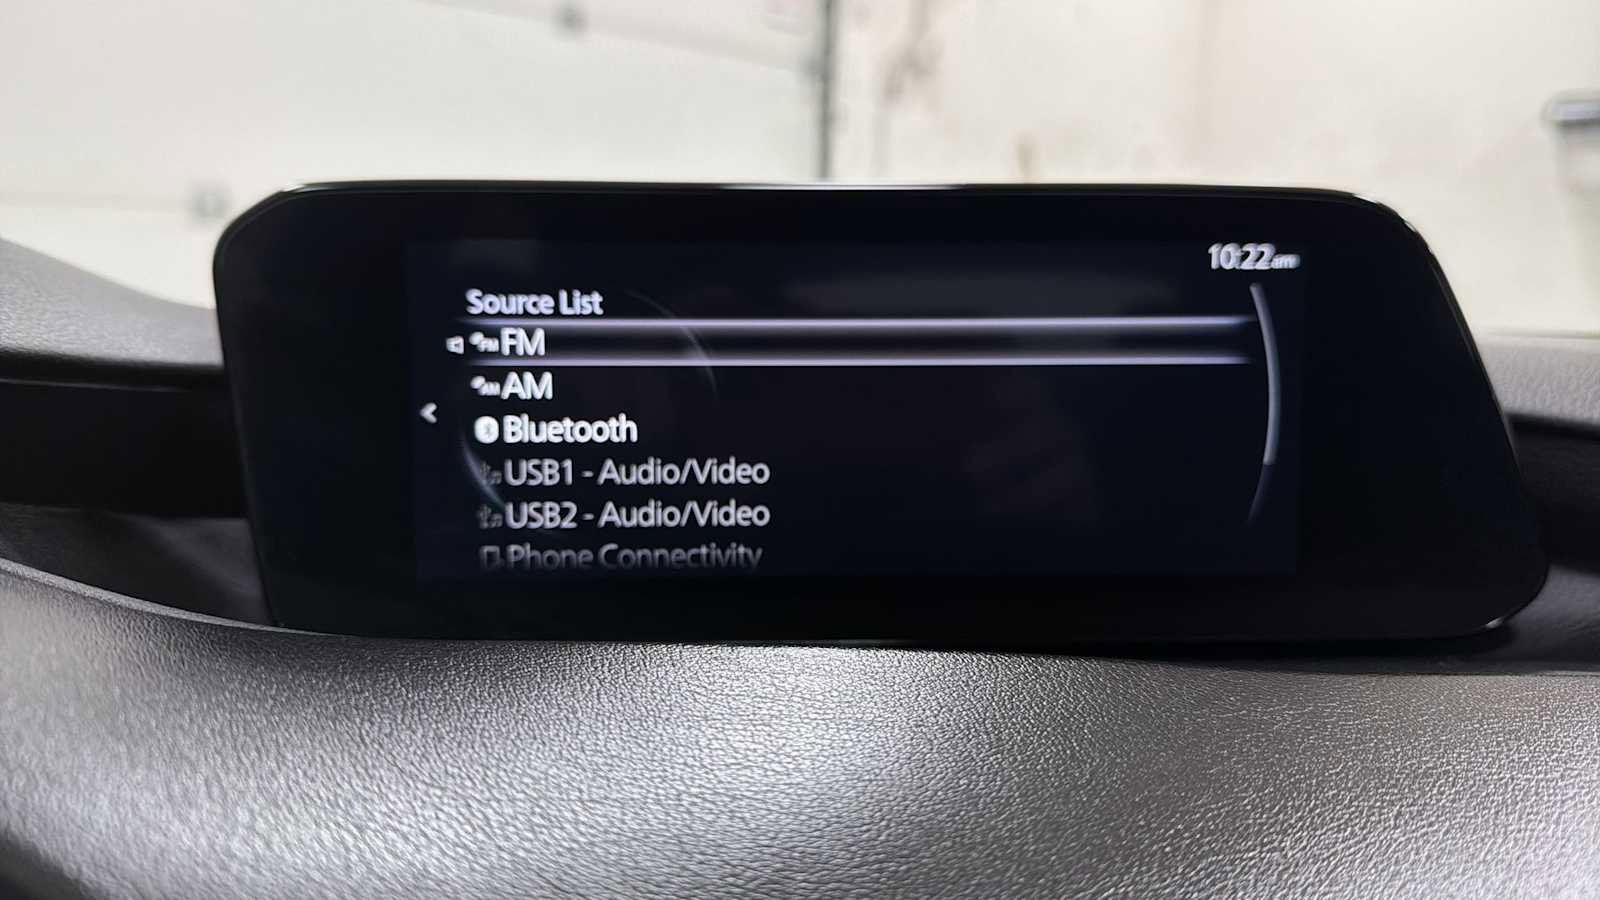 10:22am
Source List
FM
AM
Bluetooth
USB1 - Audio/Video
USB2 - Audio/Video
Phone Connectivity